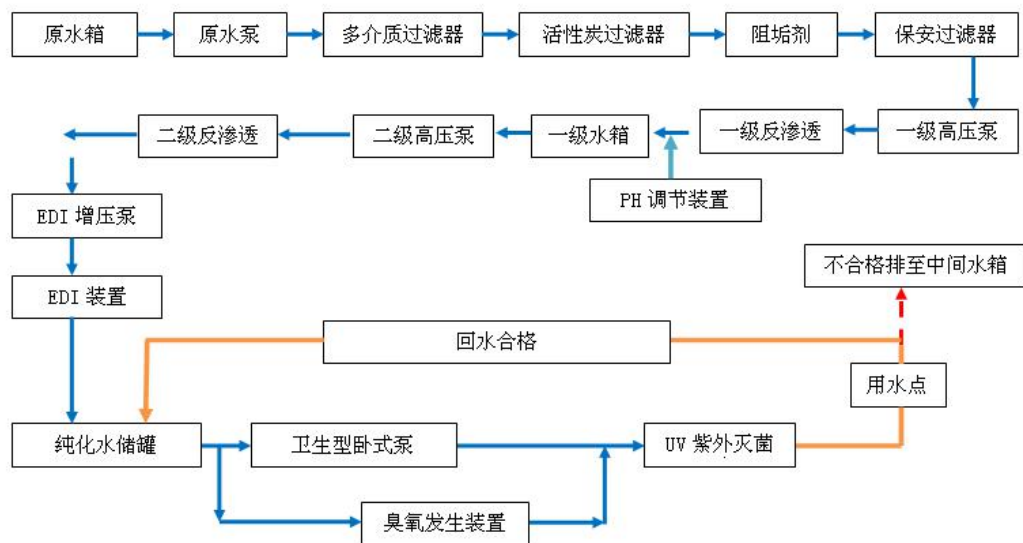 原水箱
原水泵
多介质过滤器
活性炭过滤器
阻垢剂
保安过滤器
二级反渗透
二级高压泵
一级水箱
一级反渗透
一级高压泵
PH 调节装置
EDI 增压泵
EDI 装置
不合格排至中间水箱
回水合格
用水点
纯化水储罐
卫生型卧式泵
UV 紫外灭菌
臭氧发生装置